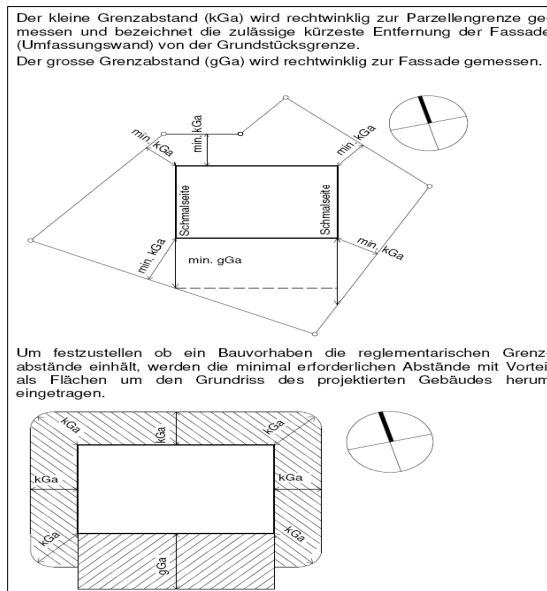 Der kleine Grenzabstand (kGa) wird rechtwinklig zur Parzellengrenze ge-
messen und bezeichnet die zulässige kürzeste Entfernung der Fassade
(Umfassungswand) von der Grundstücksgrenze.
Der grosse Grenzabstand (gGa) wird rechtwinklig zur Fassade gemessen.
min. kGa
min. kGa
min. kGa
Schmalseite
Schmalseite
min. kGa
min. gGa
min. kGa
Um festzustellen ob ein Bauvorhaben die reglementarischen Grenz-
abstände einhält, werden die minimal erforderlichen Abstände mit Vorteil
als Flächen um den Grundriss des projektierten Gebäudes herum
eingetragen.
kGa
kGa
kGa
kGa
kGa
kGa
kGa
gGa